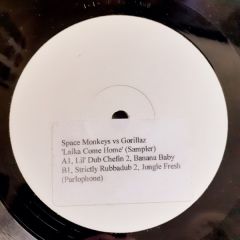 Space Monkeys vs Gorillaz
'Laika Come Home' (Sampler)
A1, Lil' Dub Chefin 2, Banana Baby
B1, Strictly Rubbadub 2, Jungle Fresh
(Parlophone)